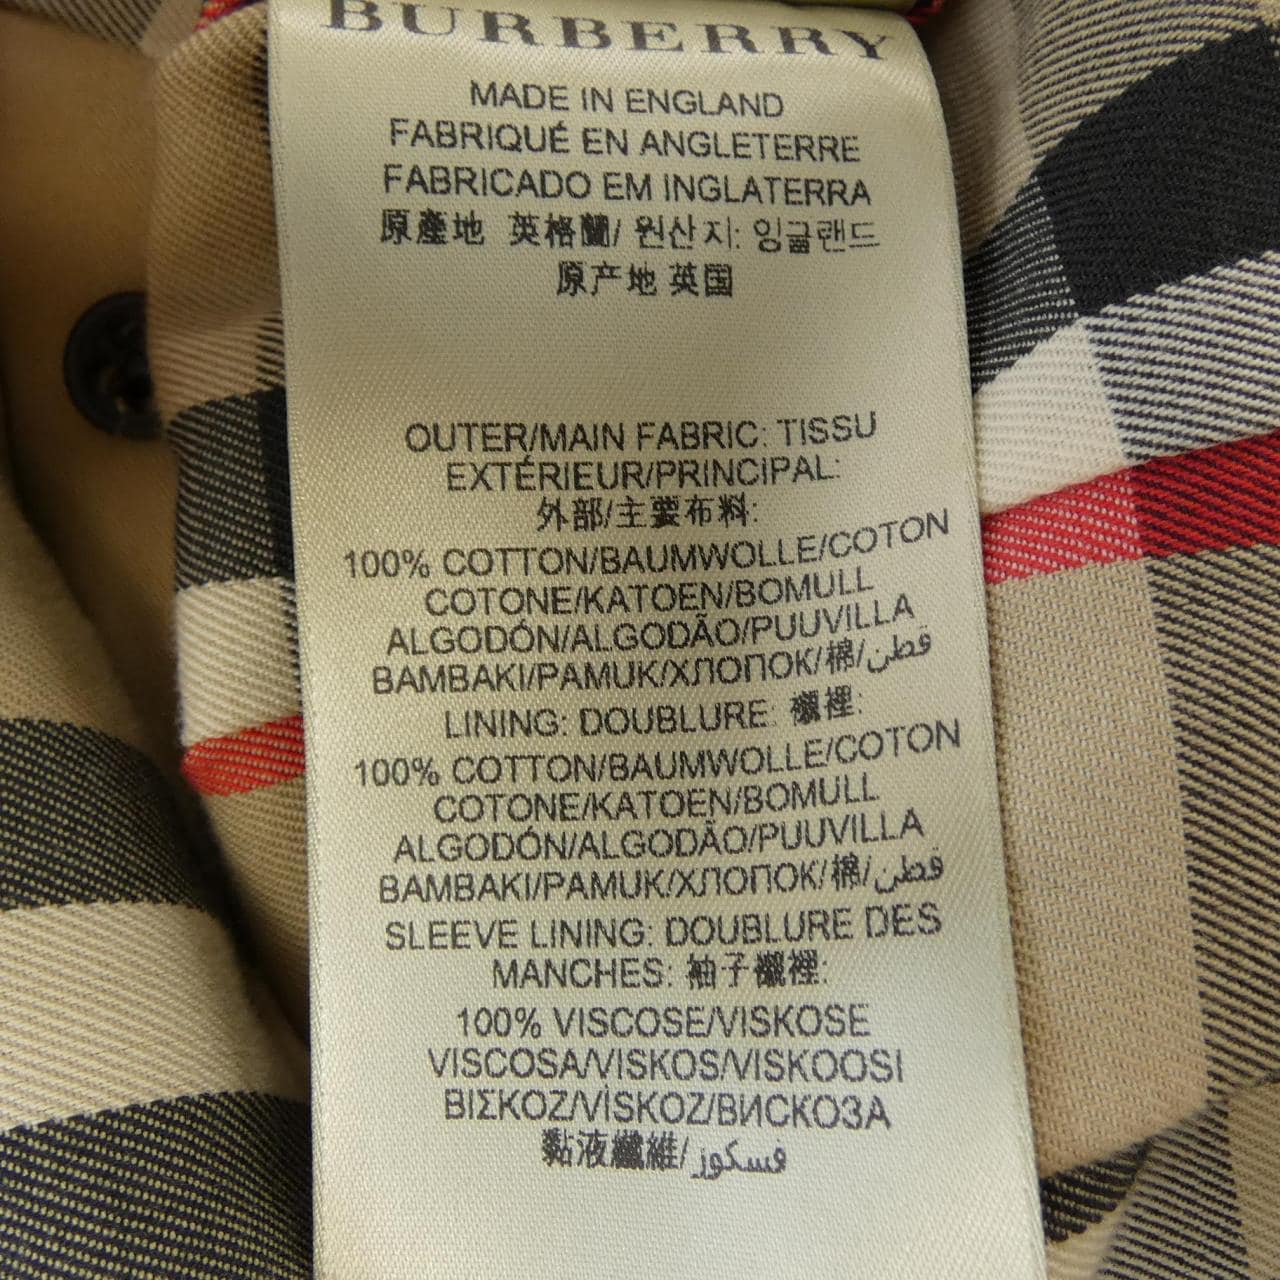 BURBERRY
MADE IN ENGLAND
FABRIQUÉ EN ANGLETERRE
FABRICADO EM INGLATERRA
原產地 英格蘭/ 원산지: 잉글랜드
原产地 英国
OUTER/MAIN FABRIC: TISSU
EXTÉRIEUR/PRINCIPAL:
外部/主要布料:
100% COTTON/BAUMWOLLE/COTON
COTONE/KATOEN/BOMULL
ALGODÓN/ALGODÃO/PUUVILLA
BAMBAKI/PAMUK/ХЛОПОК/棉/قطن
LINING: DOUBLURE: 襯裡:
100% COTTON/BAUMWOLLE/COTON
COTONE/KATOEN/BOMULL
ALGODÓN/ALGODÃO/PUUVILLA
BAMBAKI/PAMUK/ХЛОПОК/棉/قطن
SLEEVE LINING: DOUBLURE DES
MANCHES: 袖子襯裡:
100% VISCOSE/VISKOSE
VISCOSA/VISKOS/VISKOOSI
ΒΙΣΚΟΖ/VİSKOZ/ВИСКОЗА
黏液纖維/فسكوز